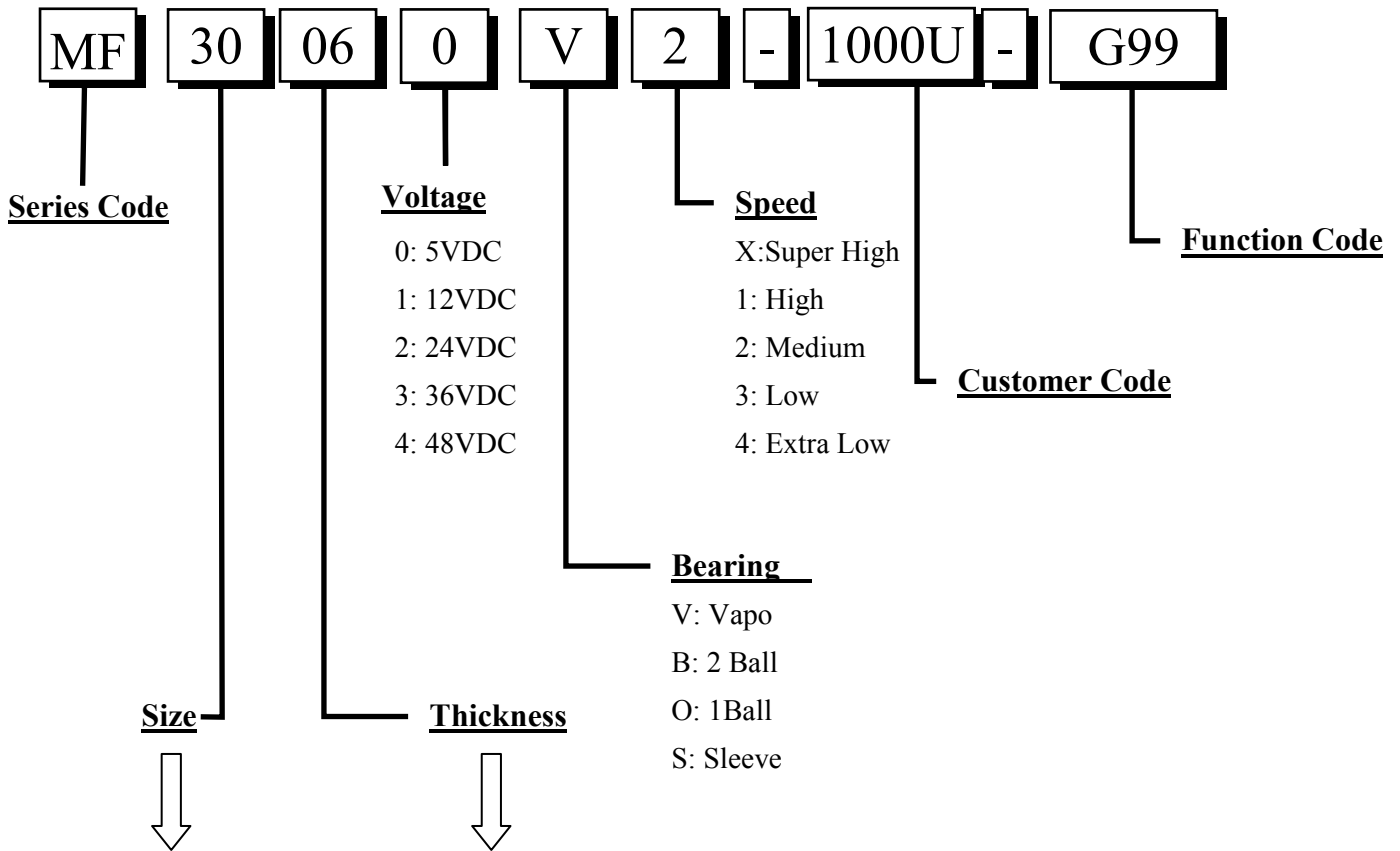 MF 30 06 0 V 2 - 1000U - G99
Series Code
Voltage
0: 5VDC
1: 12VDC
2: 24VDC
3: 36VDC
4: 48VDC
Speed
X:Super High
1: High
2: Medium
3: Low
4: Extra Low
Function Code
Customer Code
Bearing
V: Vapo
B: 2 Ball
O: 1Ball
S: Sleeve
Size
Thickness